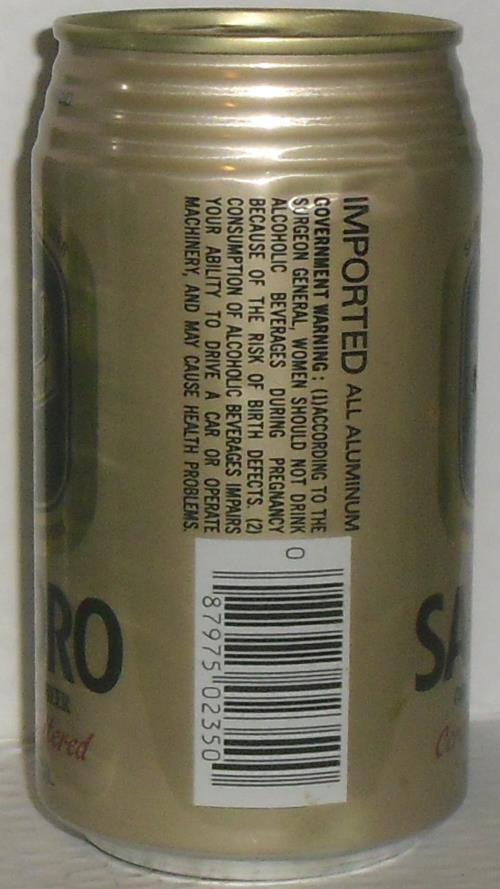 IMPORTED ALL ALUMINUM
GOVERNMENT WARNING : (1)ACCORDING TO THE
SURGEON GENERAL, WOMEN SHOULD NOT DRINK
ALCOHOLIC BEVERAGES DURING PREGNANCY
BECAUSE OF THE RISK OF BIRTH DEFECTS. (2)
CONSUMPTION OF ALCOHOLIC BEVERAGES IMPAIRS
YOUR ABILITY TO DRIVE A CAR OR OPERATE
MACHINERY, AND MAY CAUSE HEALTH PROBLEMS.
0
87975 02350
RO
tered
SA